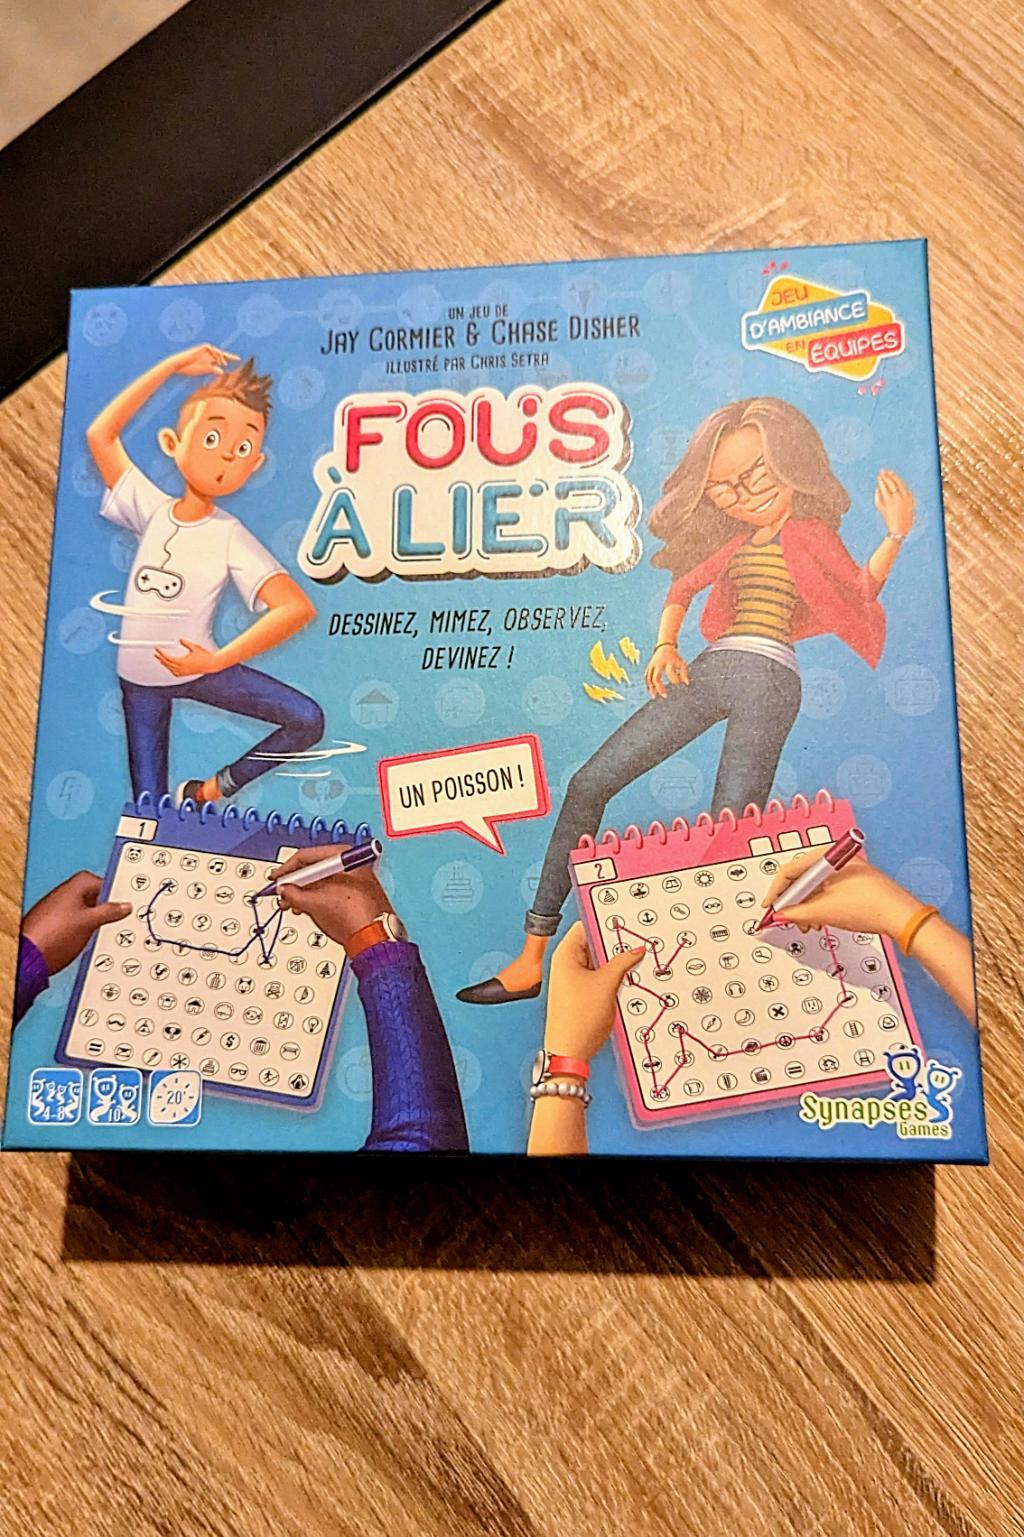 UN JEU DE
JAY CORMIER & CHASE DISHER
ILLUSTRÉ PAR CHRIS SETRA
JEU
D'AMBIANCE
EN ÉQUIPES
FOUS
À LIER
DESSINEZ, MIMEZ, OBSERVEZ,
DEVINEZ !
UN POISSON !
1
2
4-8
10
20'
Synapses
Games